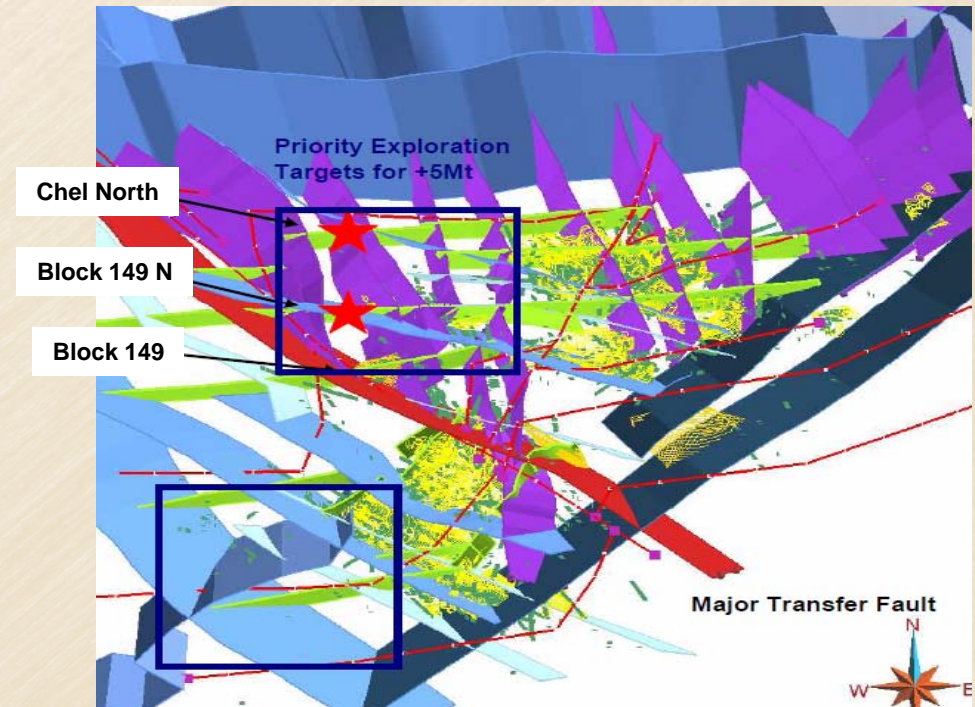 Priority Exploration
Targets for +5Mt
Chel North
Block 149 N
Block 149
Major Transfer Fault
N
W
E